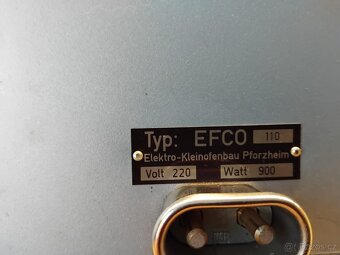 Typ: EFCO 110
Elektro-Kleinofenbau Pforzheim
Volt 220 Watt 900